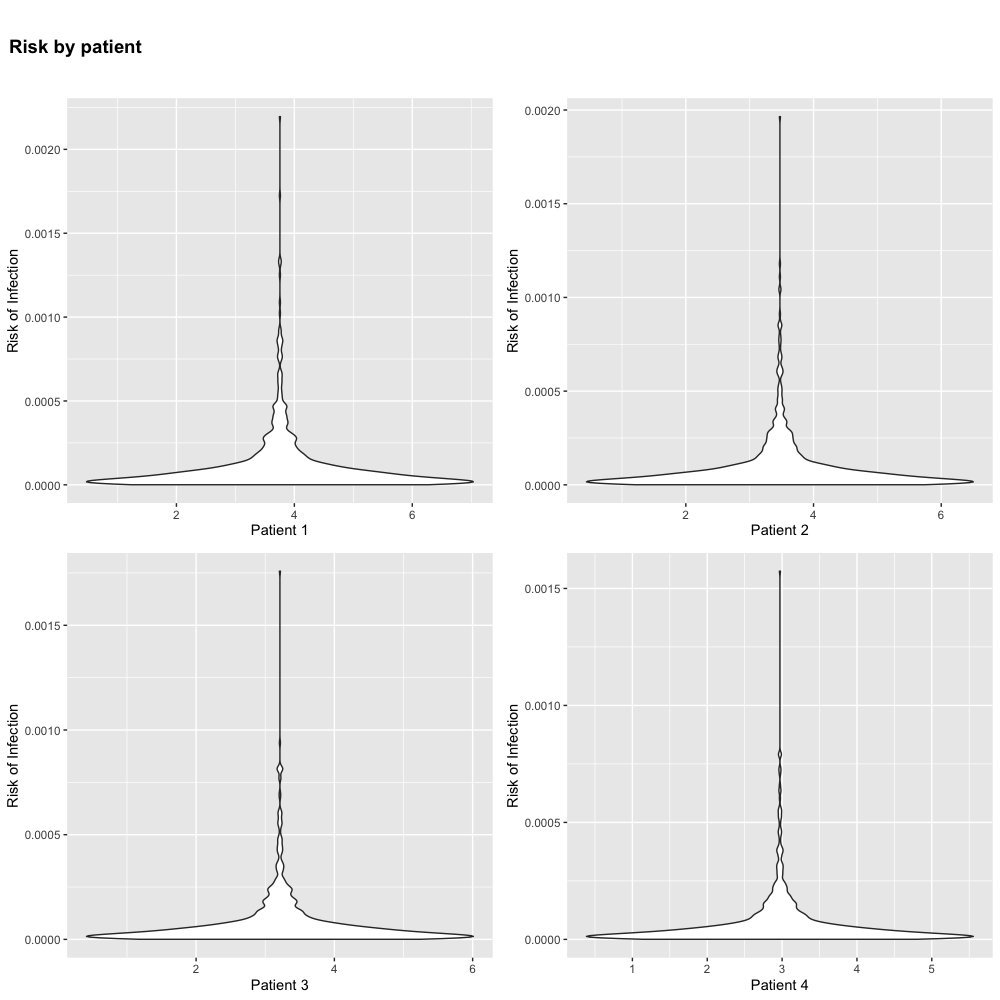 Risk by patient
Risk of Infection
0.0020
0.0015
0.0010
0.0005
0.0000
2 4 6
Patient 1
Risk of Infection
0.0020
0.0015
0.0010
0.0005
0.0000
2 4 6
Patient 2
Risk of Infection
0.0015
0.0010
0.0005
0.0000
2 4 6
Patient 3
Risk of Infection
0.0015
0.0010
0.0005
0.0000
1 2 3 4 5
Patient 4